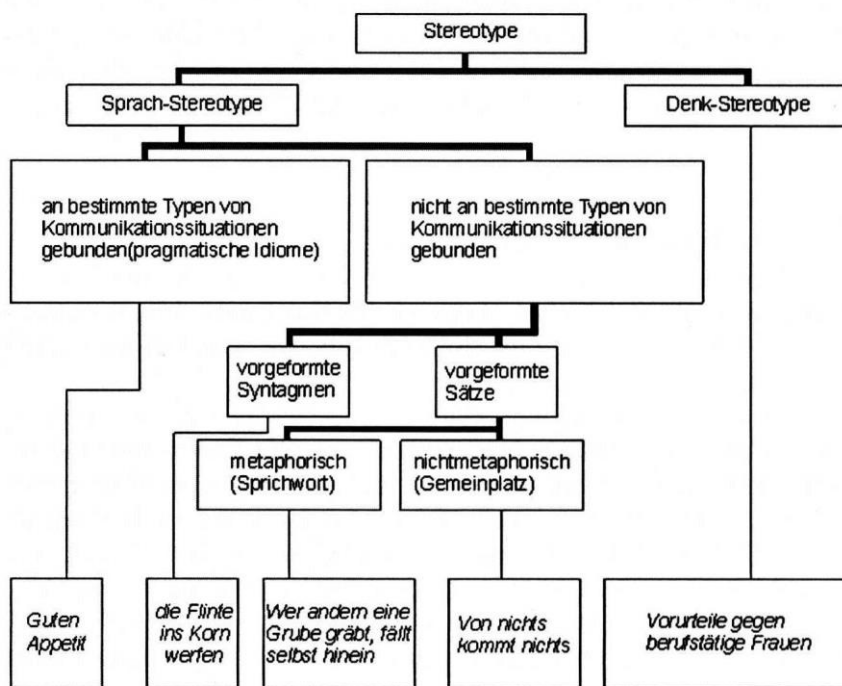 Stereotype
Sprach-Stereotype
Denk-Stereotype
an bestimmte Typen von
Kommunikationssituationen
gebunden(pragmatische Idiome)
nicht an bestimmte Typen von
Kommunikationssituationen
gebunden
vorgeformte
Syntagmen
vorgeformte
Sätze
metaphorisch
(Sprichwort)
nichtmetaphorisch
(Gemeinplatz)
Guten
Appetit
die Flinte
ins Korn
werfen
Wer andern eine
Grube gräbt, fällt
selbst hinein
Von nichts
kommt nichts
Vorurteile gegen
berufstätige Frauen